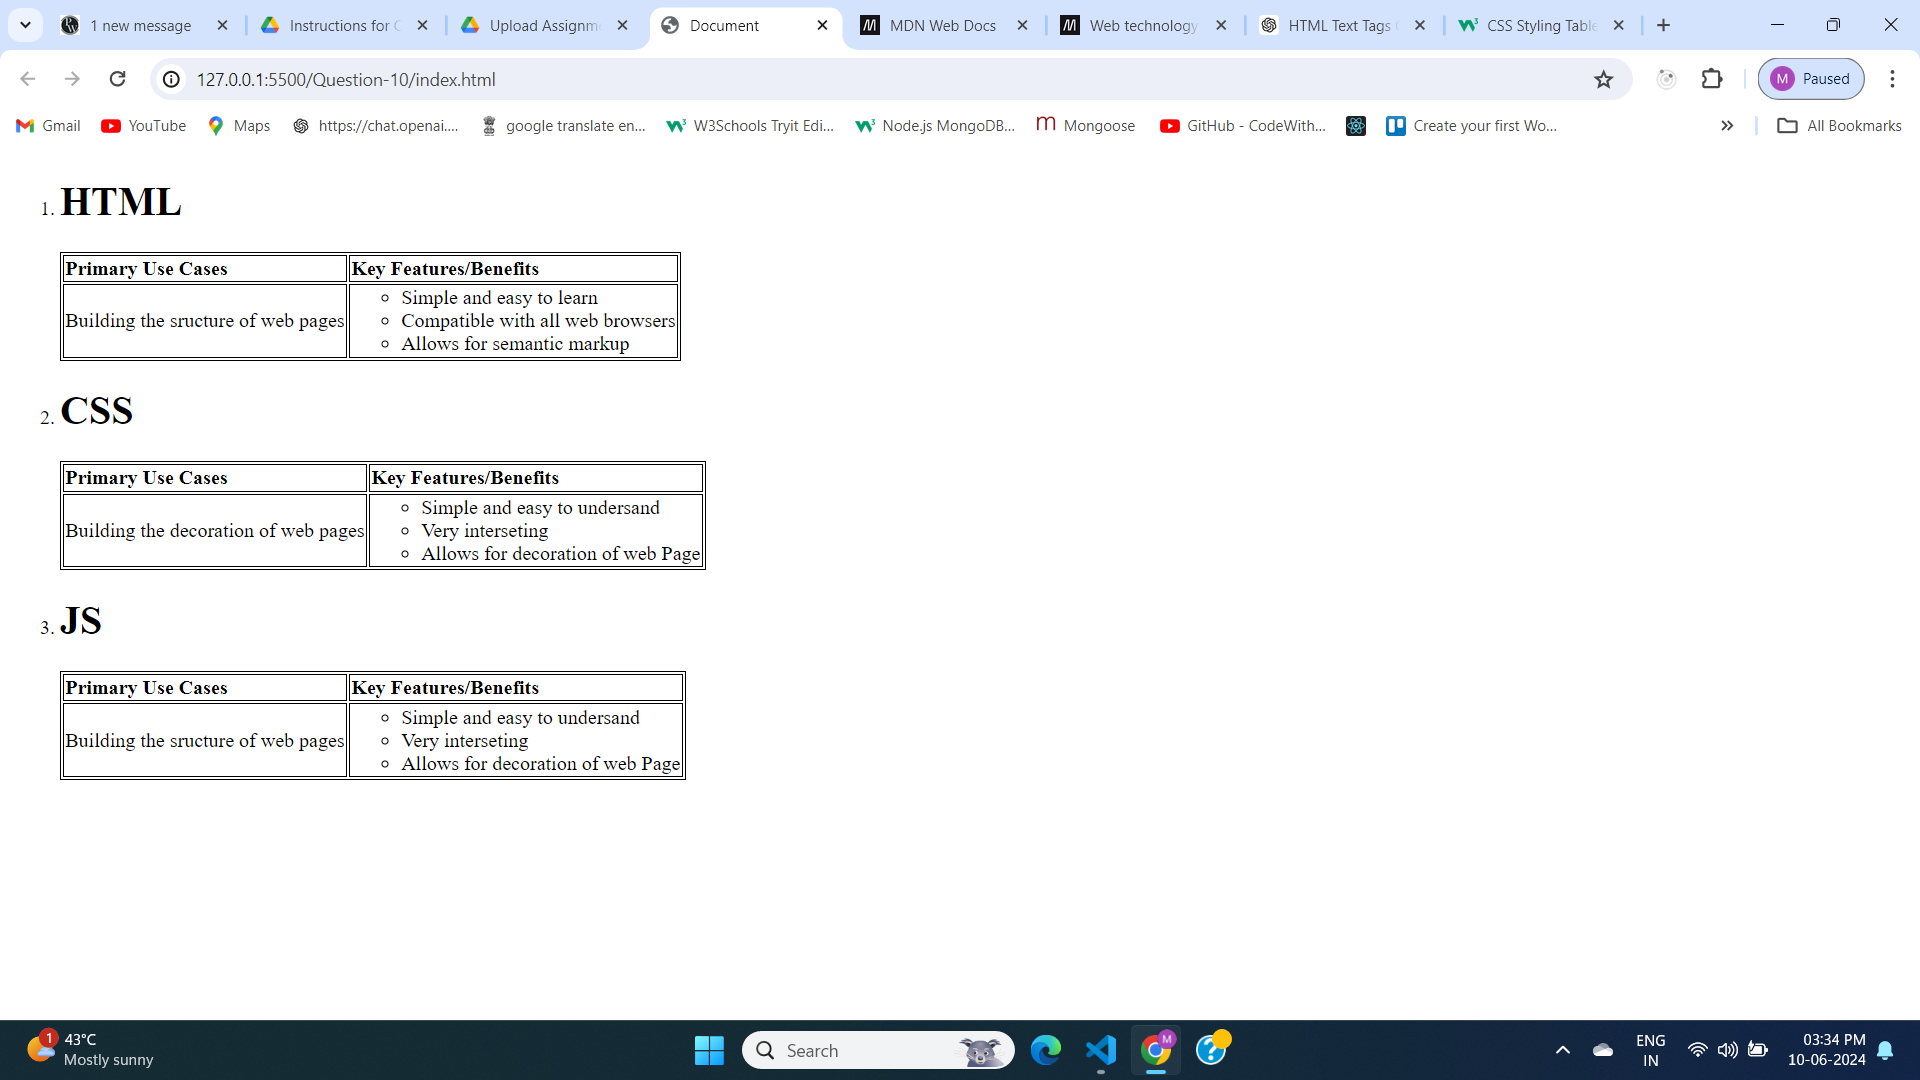 1 new message
Instructions for C
Upload Assignm
Document
MDN Web Docs
Web technology
HTML Text Tags
CSS Styling Table
127.0.0.1:5500/Question-10/index.html
M Paused
Gmail
YouTube
Maps
https://chat.openai....
google translate en...
W3Schools Tryit Edi...
Node.js MongoDB...
Mongoose
GitHub - CodeWith...
Create your first Wo...
All Bookmarks
1. HTML
Primary Use Cases Key Features/Benefits
Building the sructure of web pages
Simple and easy to learn
Compatible with all web browsers
Allows for semantic markup
2. CSS
Primary Use Cases Key Features/Benefits
Building the decoration of web pages
Simple and easy to undersand
Very interseting
Allows for decoration of web Page
3. JS
Primary Use Cases Key Features/Benefits
Building the sructure of web pages
Simple and easy to undersand
Very interseting
Allows for decoration of web Page
1
43°C
Mostly sunny
Search
M
ENG
IN
03:34 PM
10-06-2024